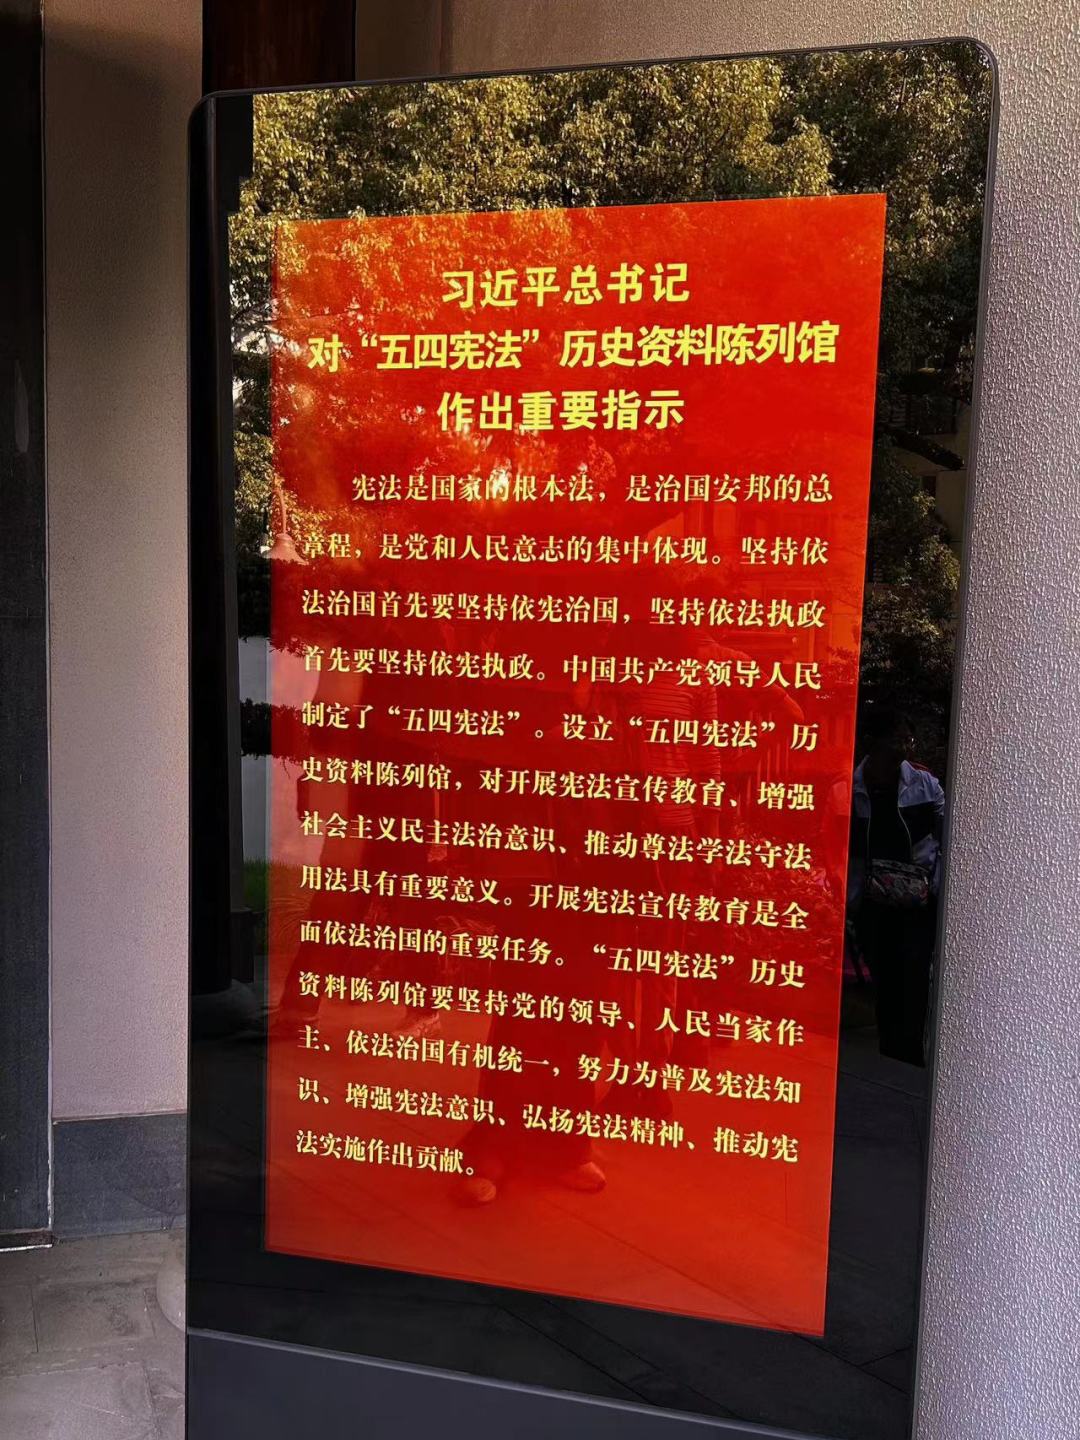 习近平总书记
对“五四宪法”历史资料陈列馆
作出重要指示
宪法是国家的根本法，是治国安邦的总
章程，是党和人民意志的集中体现。坚持依
法治国首先要坚持依宪治国，坚持依法执政
首先要坚持依宪执政。中国共产党领导人民
制定了“五四宪法”。设立“五四宪法”历
史资料陈列馆，对开展宪法宣传教育、增强
社会主义民主法治意识、推动尊法学法守法
用法具有重要意义。开展宪法宣传教育是全
面依法治国的重要任务。“五四宪法”历史
资料陈列馆要坚持党的领导、人民当家作
主、依法治国有机统一，努力为普及宪法知
识、增强宪法意识、弘扬宪法精神、推动宪
法实施作出贡献。